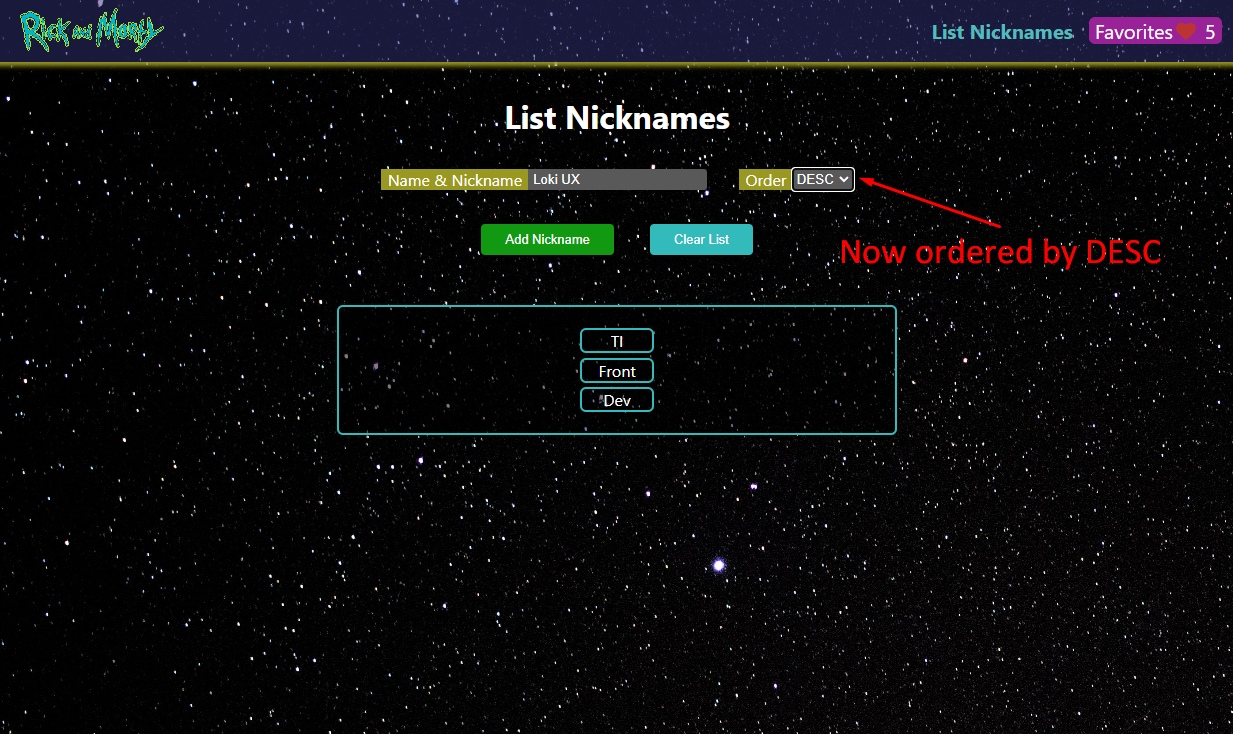 Rick and Morty
List Nicknames
Favorites 5
List Nicknames
Name & Nickname Loki UX
Order DESC
Add Nickname
Clear List
Now ordered by DESC
TI
Front
Dev